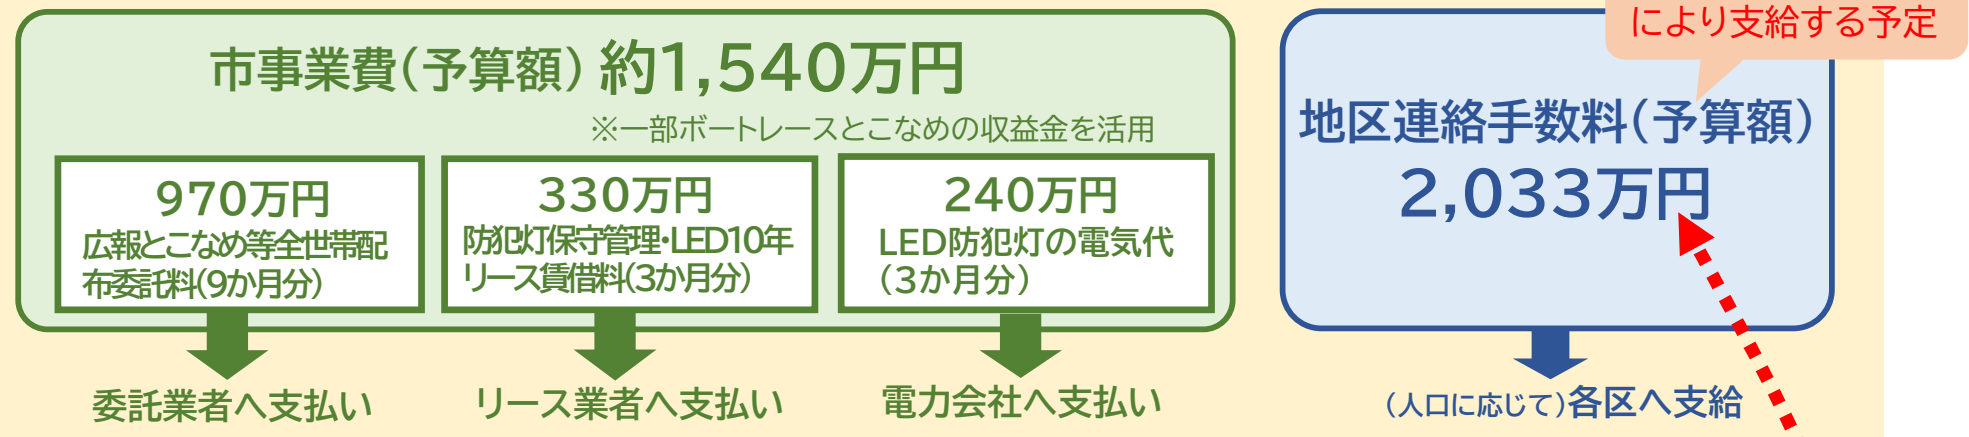 により支給する予定
市事業費(予算額) 約1,540万円
※一部ボートレースとこなめの収益金を活用
970万円
広報とこなめ等全世帯配
布委託料(9か月分)
330万円
防犯灯保守管理・LED10年
リース賃借料(3か月分)
240万円
LED防犯灯の電気代
(3か月分)
委託業者へ支払い
リース業者へ支払い
電力会社へ支払い
地区連絡手数料(予算額)
2,033万円
(人口に応じて)各区へ支給